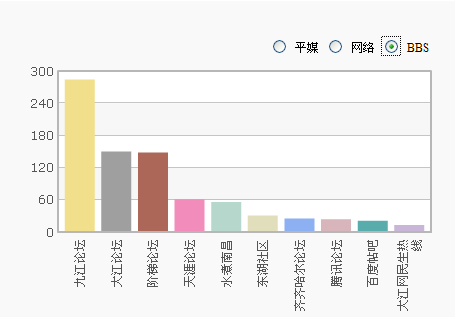 平媒 网络 BBS
300
240
180
120
60
0
九江论坛
大江论坛
阶梯论坛
天涯论坛
水煮南昌
东湖社区
齐齐哈尔论坛
腾讯论坛
百度帖吧
大江网民生热
线